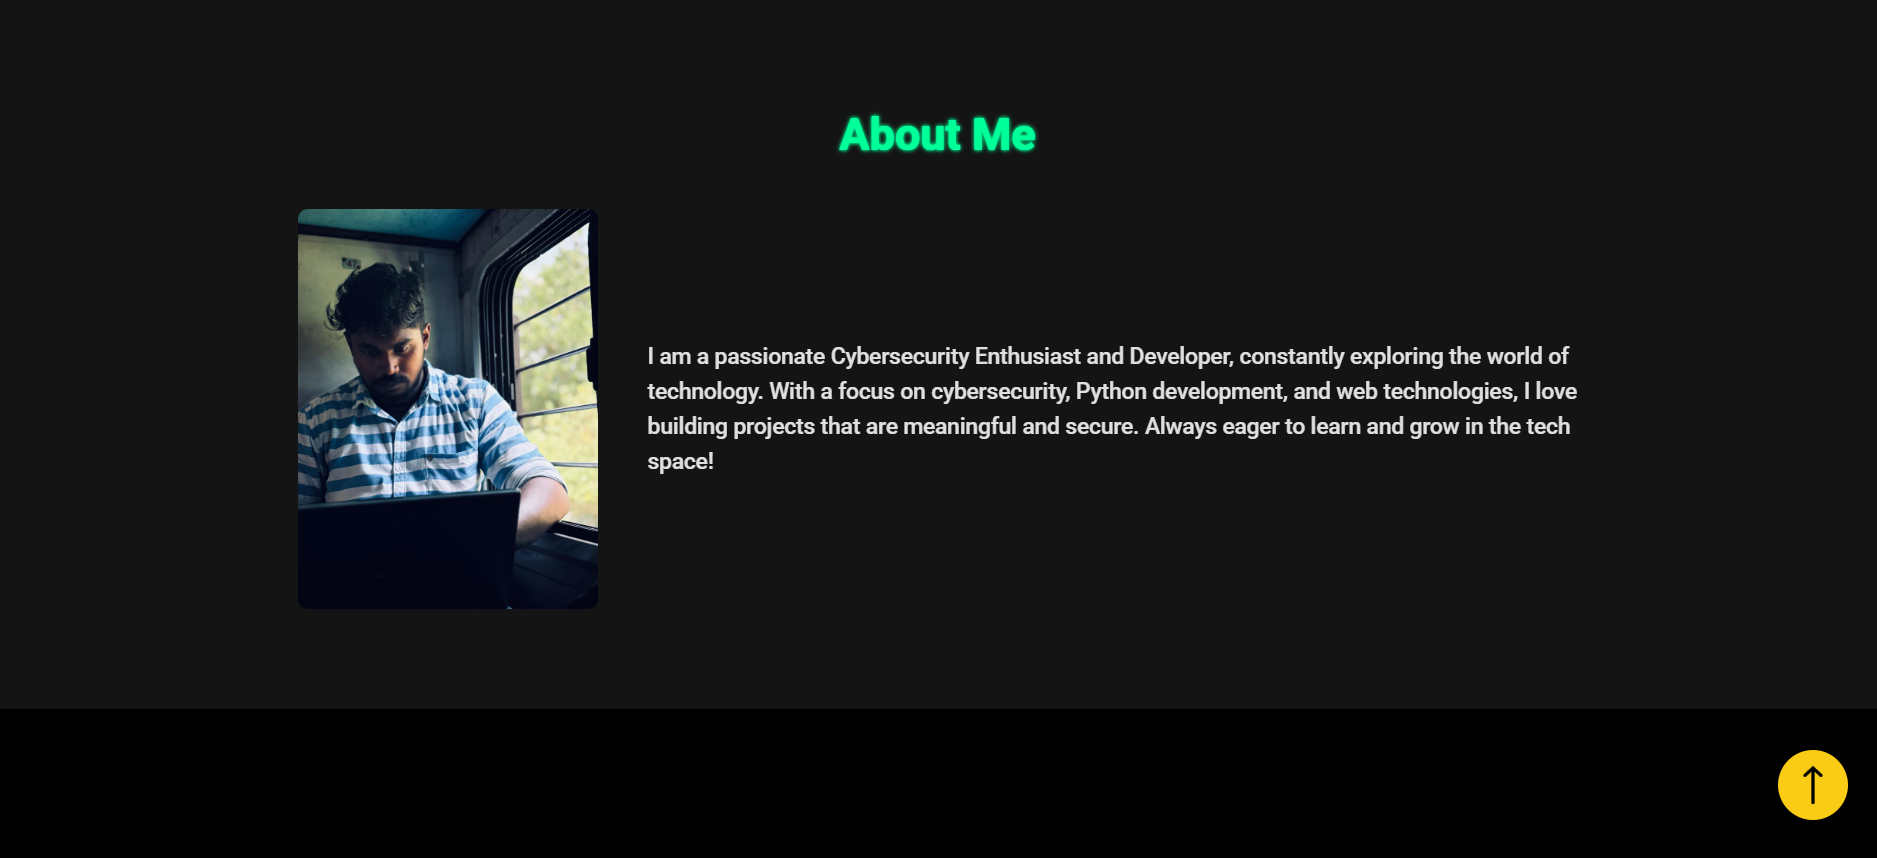 About Me
I am a passionate Cybersecurity Enthusiast and Developer, constantly exploring the world of
technology. With a focus on cybersecurity, Python development, and web technologies, I love
building projects that are meaningful and secure. Always eager to learn and grow in the tech
space!